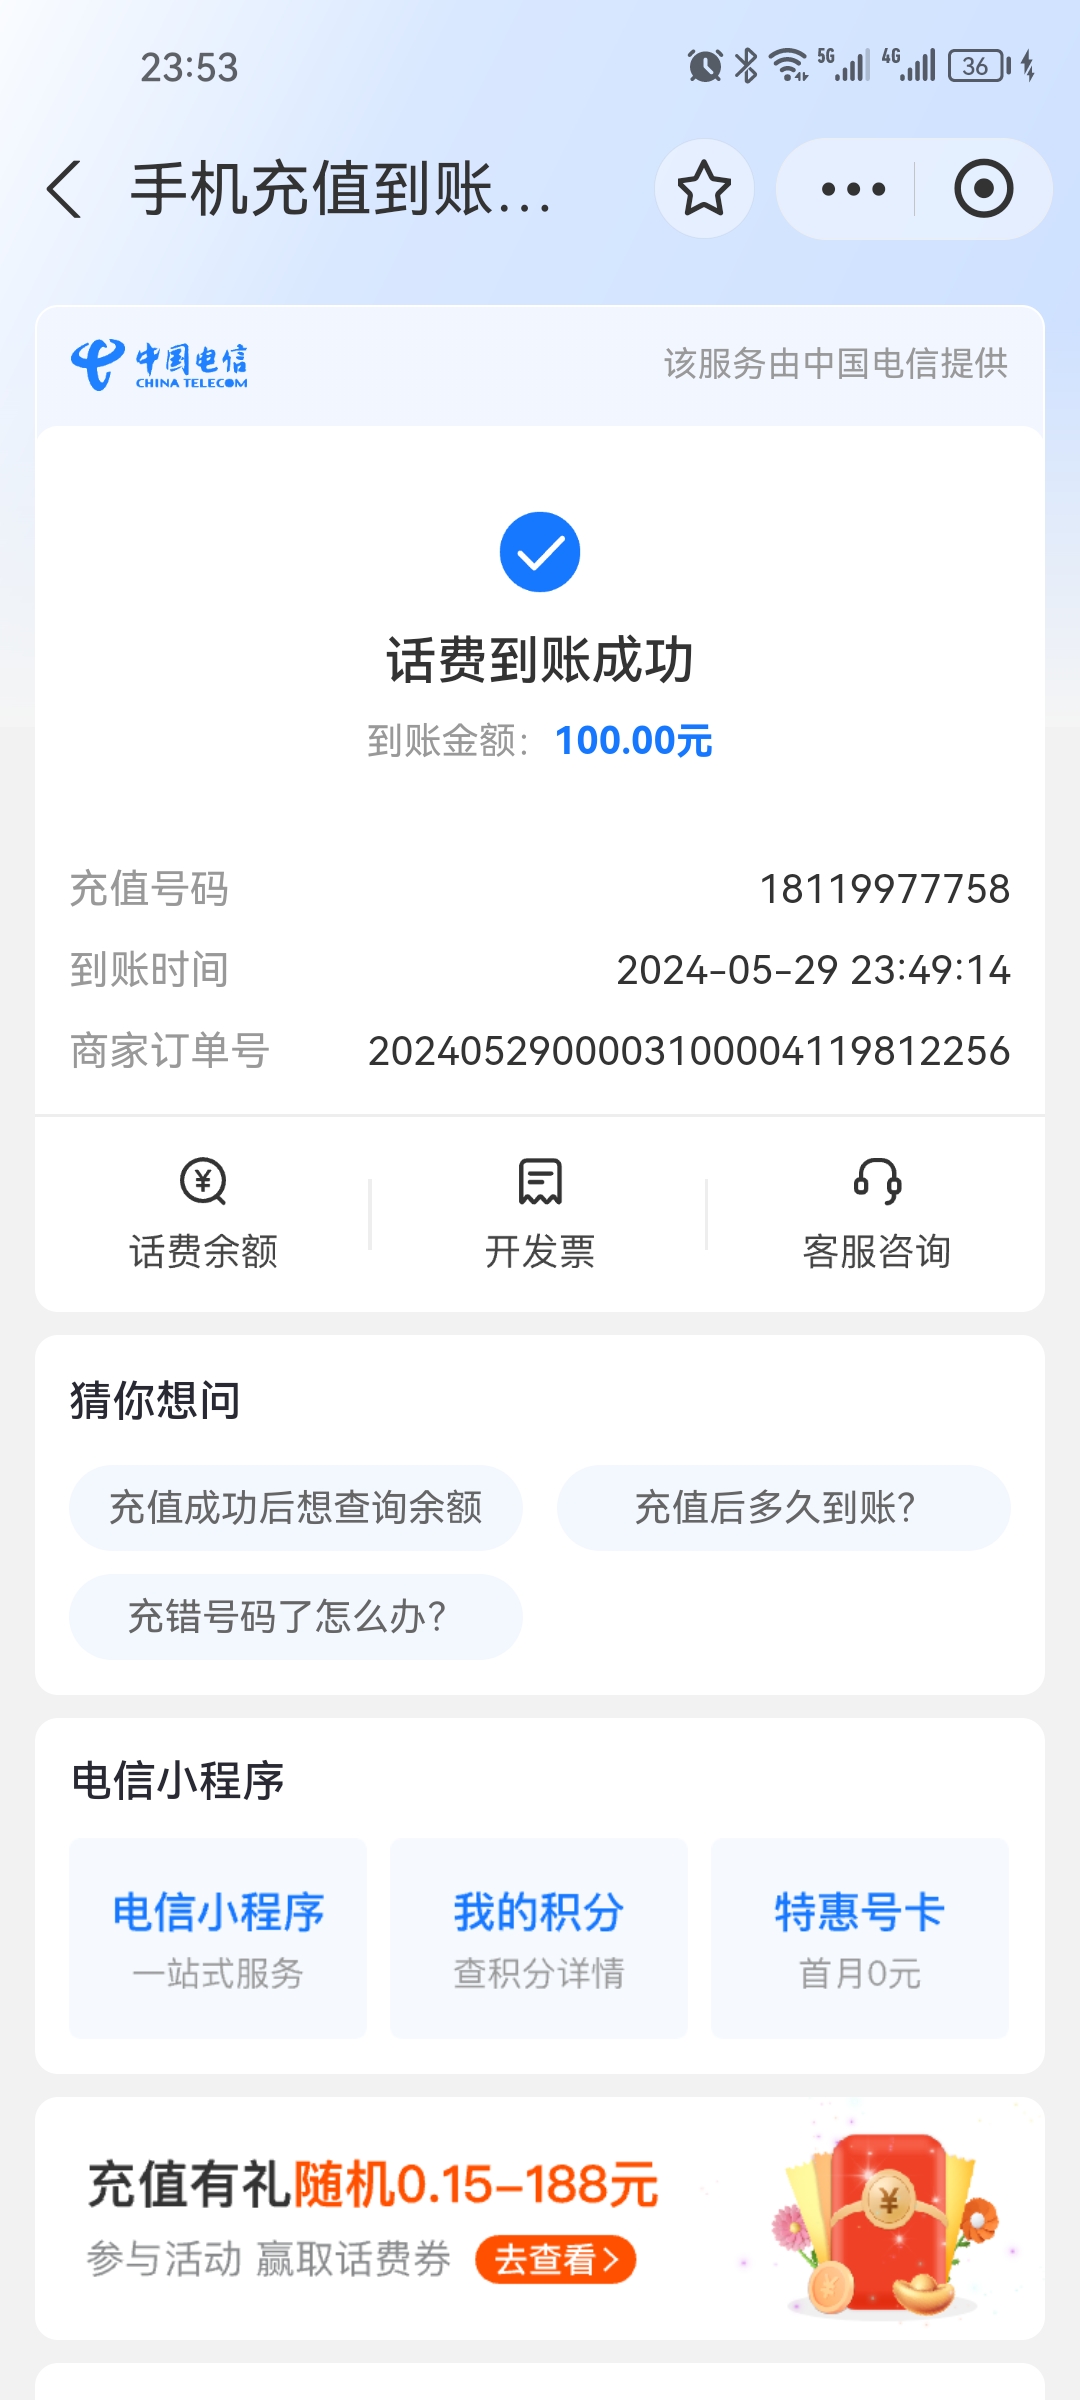 23:53
5G 4G 36
手机充值到账...
中国电信
CHINA TELECOM
该服务由中国电信提供
话费到账成功
到账金额：100.00元
充值号码 18119977758
到账时间 2024-05-29 23:49:14
商家订单号 20240529000031000041198​12256
话费余额 开发票 客服咨询
猜你想问
充值成功后想查询余额 充值后多久到账?
充错号码了怎么办?
电信小程序
电信小程序 我的积分 特惠号卡
一站式服务 查积分详情 首月0元
充值有礼随机0.15-188元
参与活动 赢取话费券 去查看>
¥